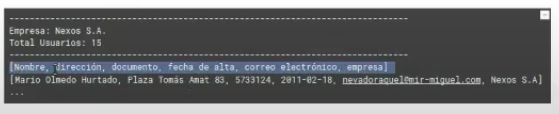 --------------------------------------------------------------------------------
Empresa: Nexos S.A.
Total Usuarios: 15
--------------------------------------------------------------------------------
[Nombre, dirección, documento, fecha de alta, correo electrónico, empresa]
[Mario Olmedo Hurtado, Plaza Tomás Amat 83, 5733124, 2011-02-18, nevadoraquel@mir-miguel.com, Nexos S.A]
...